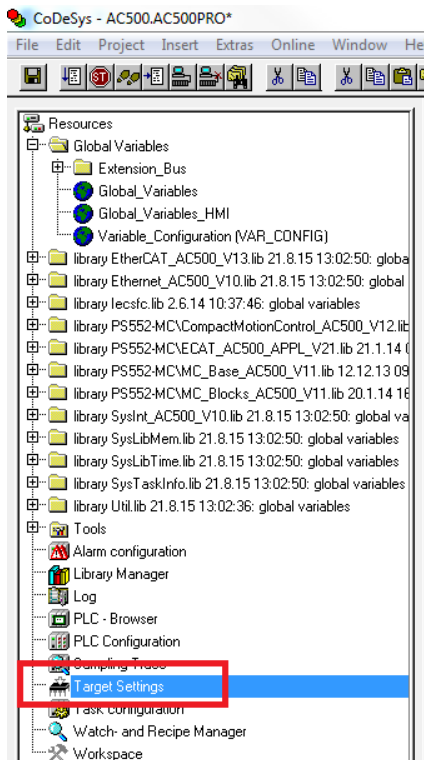 CoDeSys - AC500.AC500PRO*
File Edit Project Insert Extras Online Window He
Resources
Global Variables
Extension_Bus
Global_Variables
Global_Variables_HMI
Variable_Configuration (VAR_CONFIG)
library EtherCAT_AC500_V13.lib 21.8.15 13:02:50: globa
library Ethernet_AC500_V10.lib 21.8.15 13:02:50: global
library Iecsfc.lib 2.6.14 10:37:46: global variables
library PS552-MC\CompactMotionControl_AC500_V12.lib
library PS552-MC\ECAT_AC500_APPL_V21.lib 21.1.14 (
library PS552-MC\MC_Base_AC500_V11.lib 12.12.13 09
library PS552-MC\MC_Blocks_AC500_V11.lib 20.1.14 16
library SysInt_AC500_V10.lib 21.8.15 13:02:50: global va
library SysLibMem.lib 21.8.15 13:02:50: global variables
library SysLibTime.lib 21.8.15 13:02:50: global variables
library SysTaskInfo.lib 21.8.15 13:02:50: global variables
library Util.lib 21.8.15 13:02:36: global variables
Tools
Alarm configuration
Library Manager
Log
PLC - Browser
PLC Configuration
Sampling Trace
Target Settings
Task configuration
Watch- and Recipe Manager
Workspace